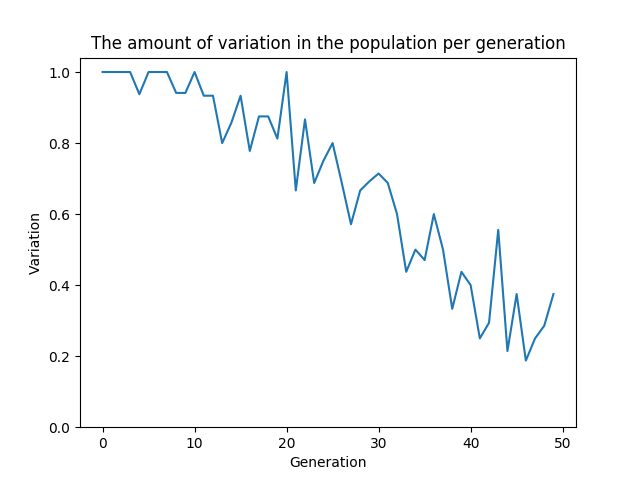 The amount of variation in the population per generation
1.0
0.8
0.6
0.4
0.2
0.0
Variation
0 10 20 30 40 50
Generation